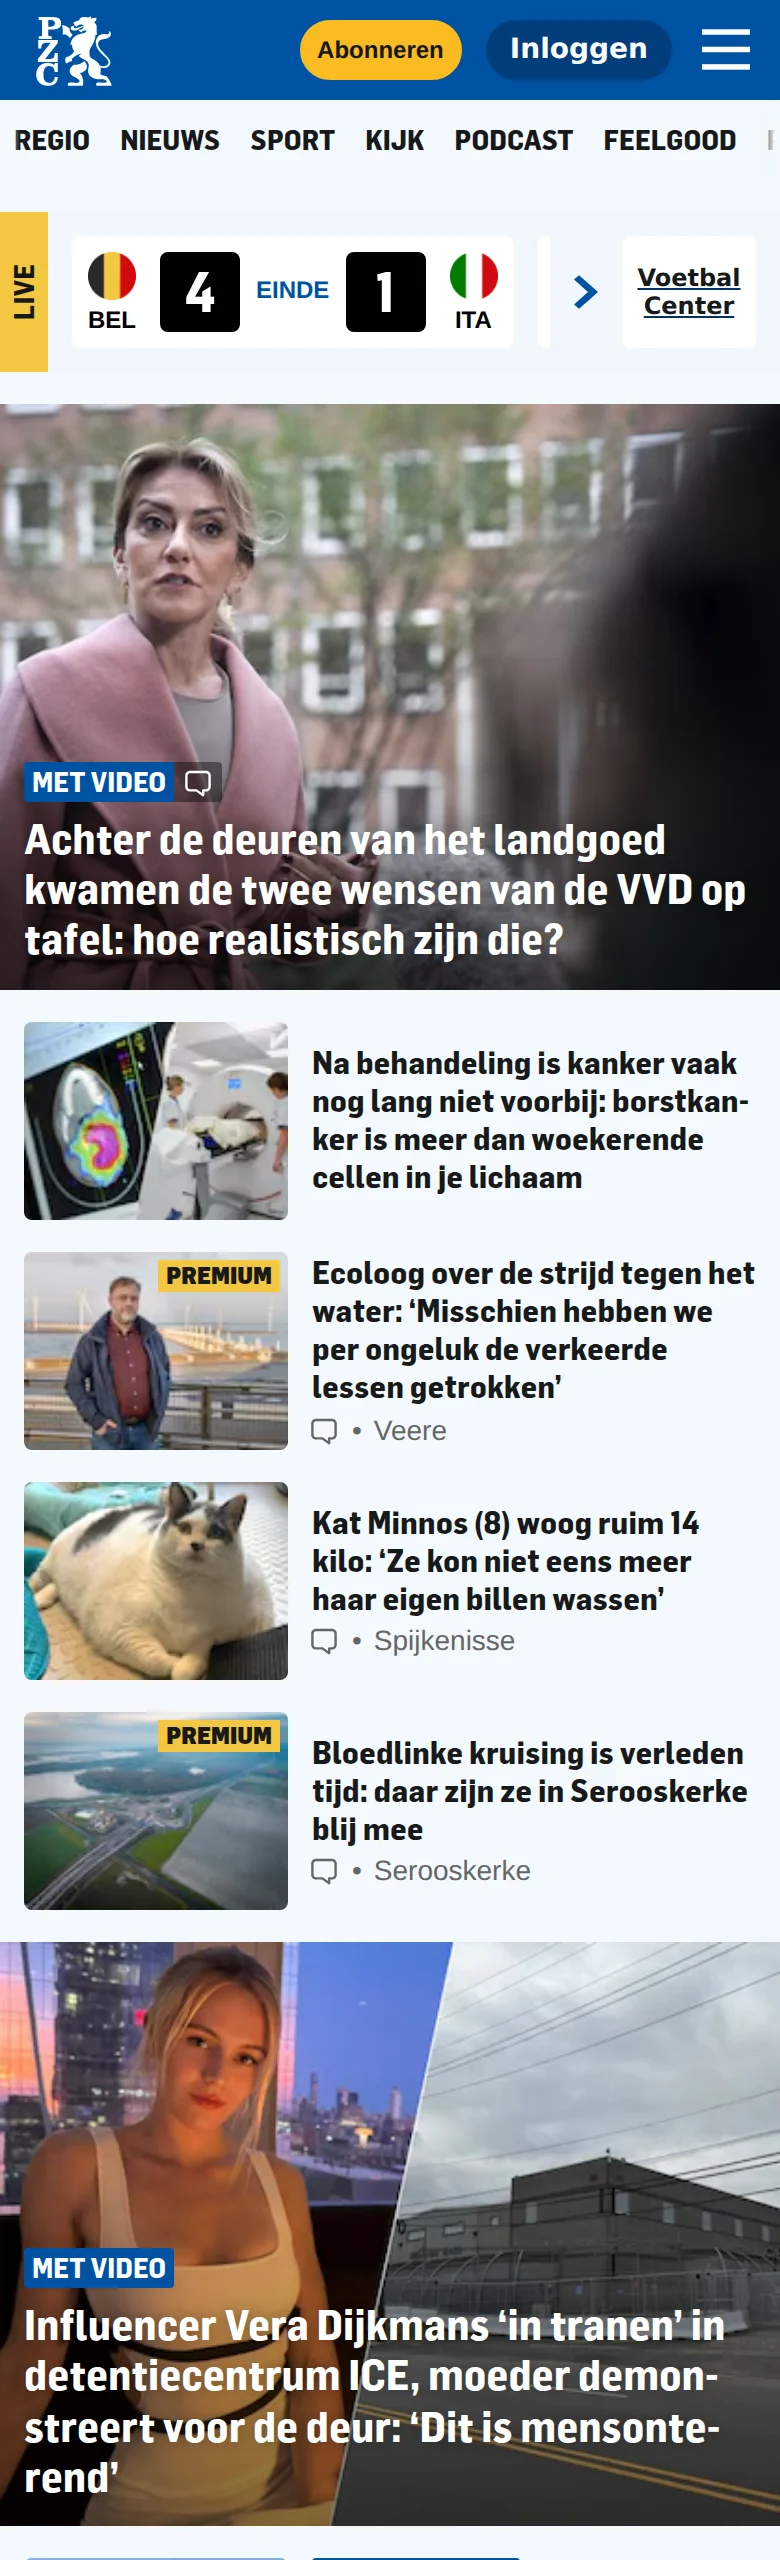 PZC
Abonneren
Inloggen
REGIO NIEUWS SPORT KIJK PODCAST FEELGOOD
LIVE
4 EINDE 1
BEL ITA
Voetbal
Center
MET VIDEO
Achter de deuren van het landgoed
kwamen de twee wensen van de VVD op
tafel: hoe realistisch zijn die?
Na behandeling is kanker vaak
nog lang niet voorbij: borstkan-
ker is meer dan woekerende
cellen in je lichaam
PREMIUM
Ecoloog over de strijd tegen het
water: ‘Misschien hebben we
per ongeluk de verkeerde
lessen getrokken’
• Veere
Kat Minnos (8) woog ruim 14
kilo: ‘Ze kon niet eens meer
haar eigen billen wassen’
• Spijkenisse
PREMIUM
Bloedlinke kruising is verleden
tijd: daar zijn ze in Serooskerke
blij mee
• Serooskerke
MET VIDEO
Influencer Vera Dijkmans ‘in tranen’ in
detentiecentrum ICE, moeder demon-
streert voor de deur: ‘Dit is mensonte-
rend’